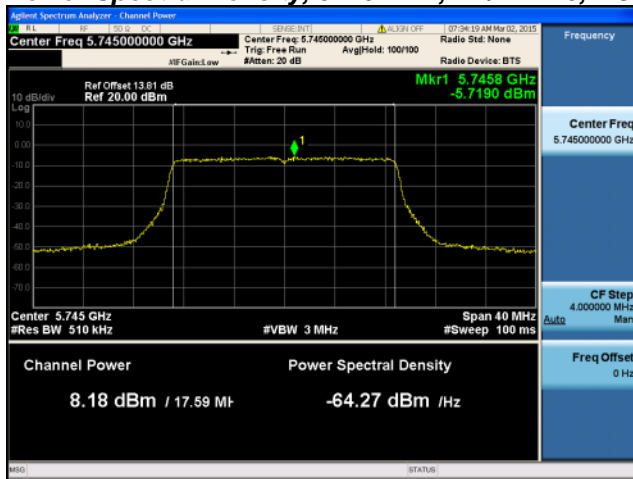 Agilent Spectrum Analyzer - Channel Power
RL RF 50 Ω DC SENSE:INT ALIGN OFF 07:34:19 AM Mar 02, 2015
Center Freq 5.745000000 GHz Center Freq: 5.745000000 GHz Radio Std: None Frequency
Trig: Free Run Avg|Hold: 100/100
#IFGain:Low #Atten: 20 dB Radio Device: BTS
Mkr1 5.7458 GHz
Ref Offset 13.81 dB
10 dB/div Ref 20.00 dBm -5.7190 dBm
Log
10.0
0.00
-10.0
-20.0
-30.0
-40.0
-50.0
-60.0
-70.0
1
Center Freq
5.745000000 GHz
Center 5.745 GHz Span 40 MHz
#Res BW 510 kHz #VBW 3 MHz #Sweep 100 ms
CF Step
4.000000 MHz
Auto Man
Channel Power Power Spectral Density
8.18 dBm / 17.59 MH -64.27 dBm /Hz
Freq Offset
0 Hz
MSG STATUS